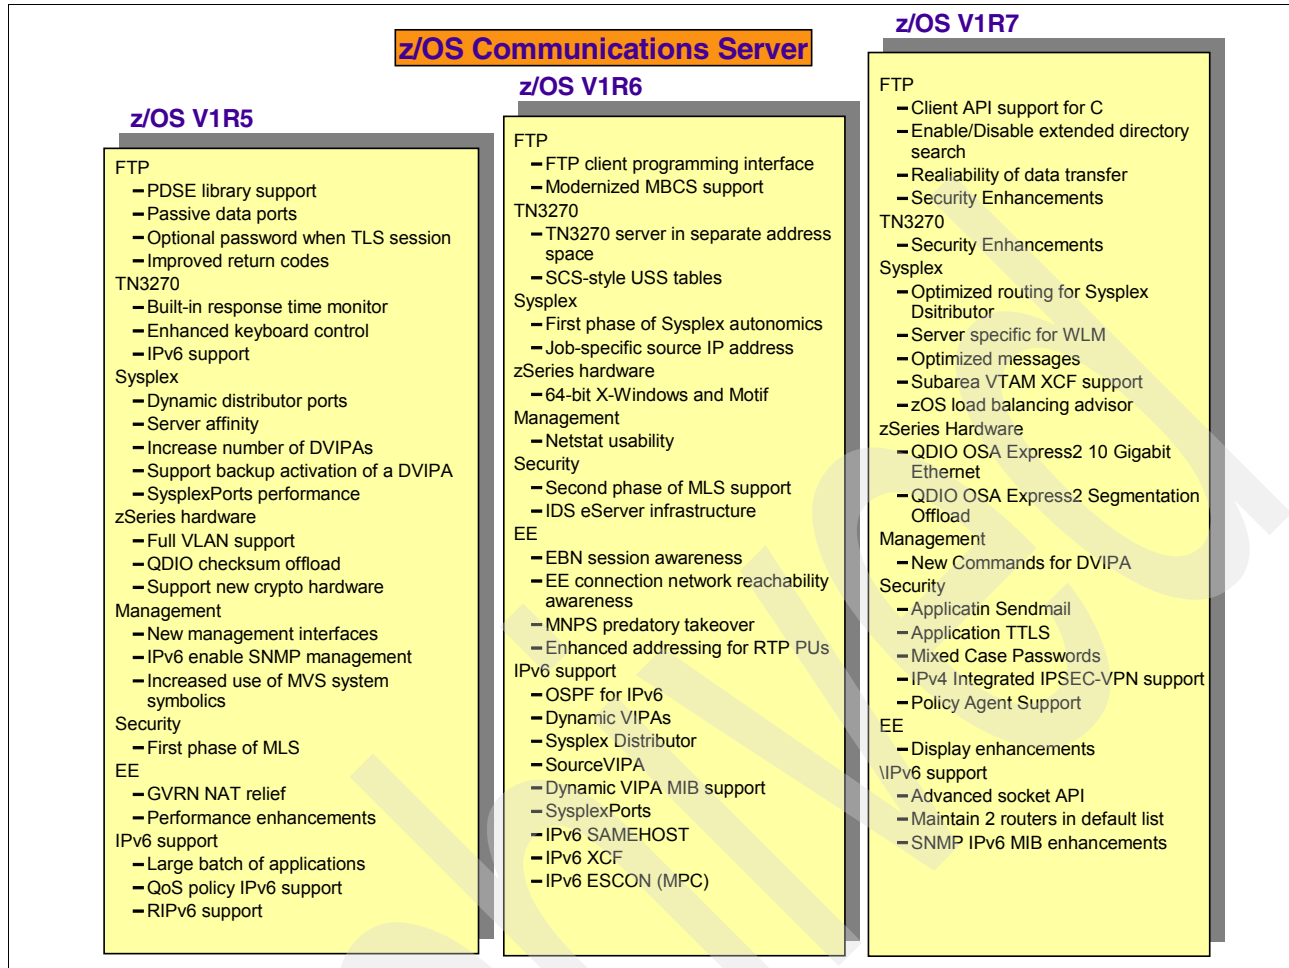 z/OS Communications Server
z/OS V1R5
FTP
– PDSE library support
– Passive data ports
– Optional password when TLS session
– Improved return codes
TN3270
– Built-in response time monitor
– Enhanced keyboard control
– IPv6 support
Sysplex
– Dynamic distributor ports
– Server affinity
– Increase number of DVIPAs
– Support backup activation of a DVIPA
– SysplexPorts performance
zSeries hardware
– Full VLAN support
– QDIO checksum offload
– Support new crypto hardware
Management
– New management interfaces
– IPv6 enable SNMP management
– Increased use of MVS system
symbolics
Security
– First phase of MLS
EE
– GVRN NAT relief
– Performance enhancements
IPv6 support
– Large batch of applications
– QoS policy IPv6 support
– RIPv6 support
z/OS V1R6
FTP
– FTP client programming interface
– Modernized MBCS support
TN3270
– TN3270 server in separate address
space
– SCS-style USS tables
Sysplex
– First phase of Sysplex autonomics
– Job-specific source IP address
zSeries hardware
– 64-bit X-Windows and Motif
Management
– Netstat usability
Security
– Second phase of MLS support
– IDS eServer infrastructure
EE
– EBN session awareness
– EE connection network reachability
awareness
– MNPS predatory takeover
– Enhanced addressing for RTP PUs
IPv6 support
– OSPF for IPv6
– Dynamic VIPAs
– Sysplex Distributor
– SourceVIPA
– Dynamic VIPA MIB support
– SysplexPorts
– IPv6 SAMEHOST
– IPv6 XCF
– IPv6 ESCON (MPC)
z/OS V1R7
FTP
– Client API support for C
– Enable/Disable extended directory
search
– Realiability of data transfer
– Security Enhancements
TN3270
– Security Enhancements
Sysplex
– Optimized routing for Sysplex
Dsitributor
– Server specific for WLM
– Optimized messages
– Subarea VTAM XCF support
– zOS load balancing advisor
zSeries Hardware
– QDIO OSA Express2 10 Gigabit
Ethernet
– QDIO OSA Express2 Segmentation
Offload
Management
– New Commands for DVIPA
Security
– Applicatin Sendmail
– Application TTLS
– Mixed Case Passwords
– IPv4 Integrated IPSEC-VPN support
– Policy Agent Support
EE
– Display enhancements
\IPv6 support
– Advanced socket API
– Maintain 2 routers in default list
– SNMP IPv6 MIB enhancements